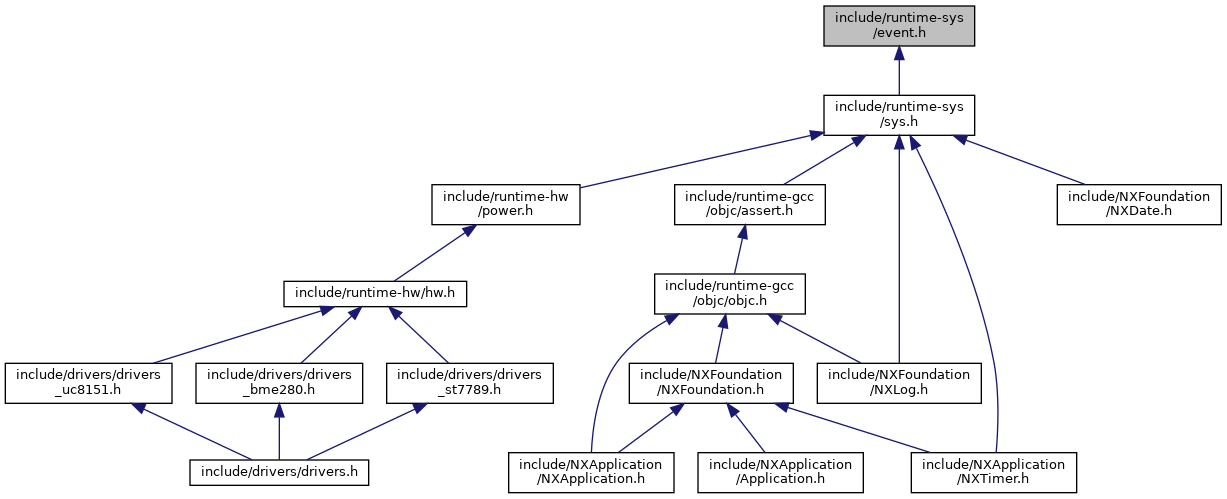 include/runtime-sys
/event.h
include/runtime-sys
/sys.h
include/runtime-hw
/power.h
include/runtime-gcc
/objc/assert.h
include/NXFoundation
/NXDate.h
include/runtime-hw/hw.h
include/runtime-gcc
/objc/objc.h
include/drivers/drivers
_uc8151.h
include/drivers/drivers
_bme280.h
include/drivers/drivers
_st7789.h
include/NXFoundation
/NXFoundation.h
include/NXFoundation
/NXLog.h
include/drivers/drivers.h
include/NXApplication
/NXApplication.h
include/NXApplication
/Application.h
include/NXApplication
/NXTimer.h